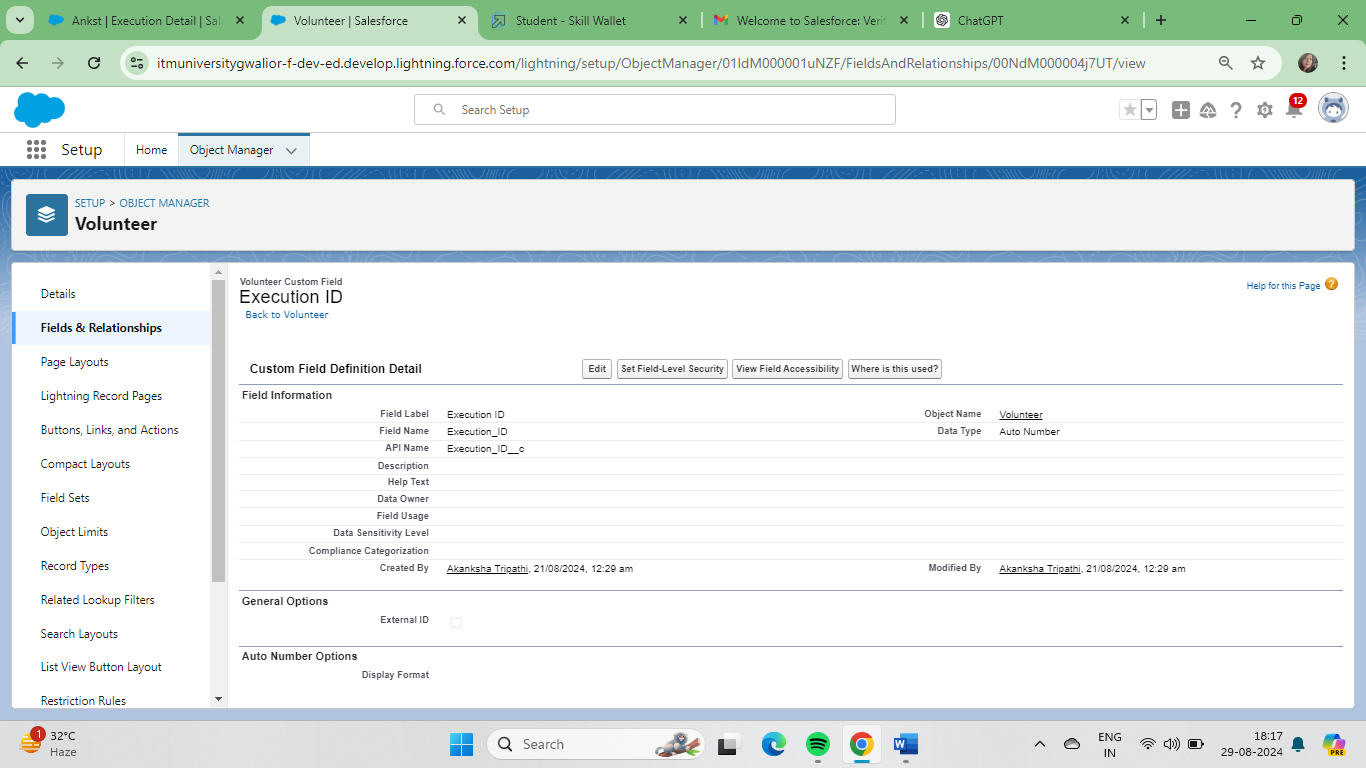 Ankst | Execution Detail | Sal
Volunteer | Salesforce
Student - Skill Wallet
Welcome to Salesforce: Verif
ChatGPT
itmuniversitygwalior-f-dev-ed.develop.lightning.force.com/lightning/setup/ObjectManager/01IdM000001uNZF/FieldsAndRelationships/00NdM000004j7UT/view
Search Setup
12
Setup
Home
Object Manager
SETUP > OBJECT MANAGER
Volunteer
Details
Fields & Relationships
Page Layouts
Lightning Record Pages
Buttons, Links, and Actions
Compact Layouts
Field Sets
Object Limits
Record Types
Related Lookup Filters
Search Layouts
List View Button Layout
Restriction Rules
Volunteer Custom Field
Execution ID
Back to Volunteer
Help for this Page ?
Custom Field Definition Detail
Edit
Set Field-Level Security
View Field Accessibility
Where is this used?
Field Information
Field Label Execution ID Object Name Volunteer
Field Name Execution_ID Data Type Auto Number
API Name Execution_ID__c
Description
Help Text
Data Owner
Field Usage
Data Sensitivity Level
Compliance Categorization
Created By Akanksha Tripathi, 21/08/2024, 12:29 am Modified By Akanksha Tripathi, 21/08/2024, 12:29 am
General Options
External ID
Auto Number Options
Display Format
1
32°C
Haze
Search
ENG
IN
18:17
29-08-2024
PRE